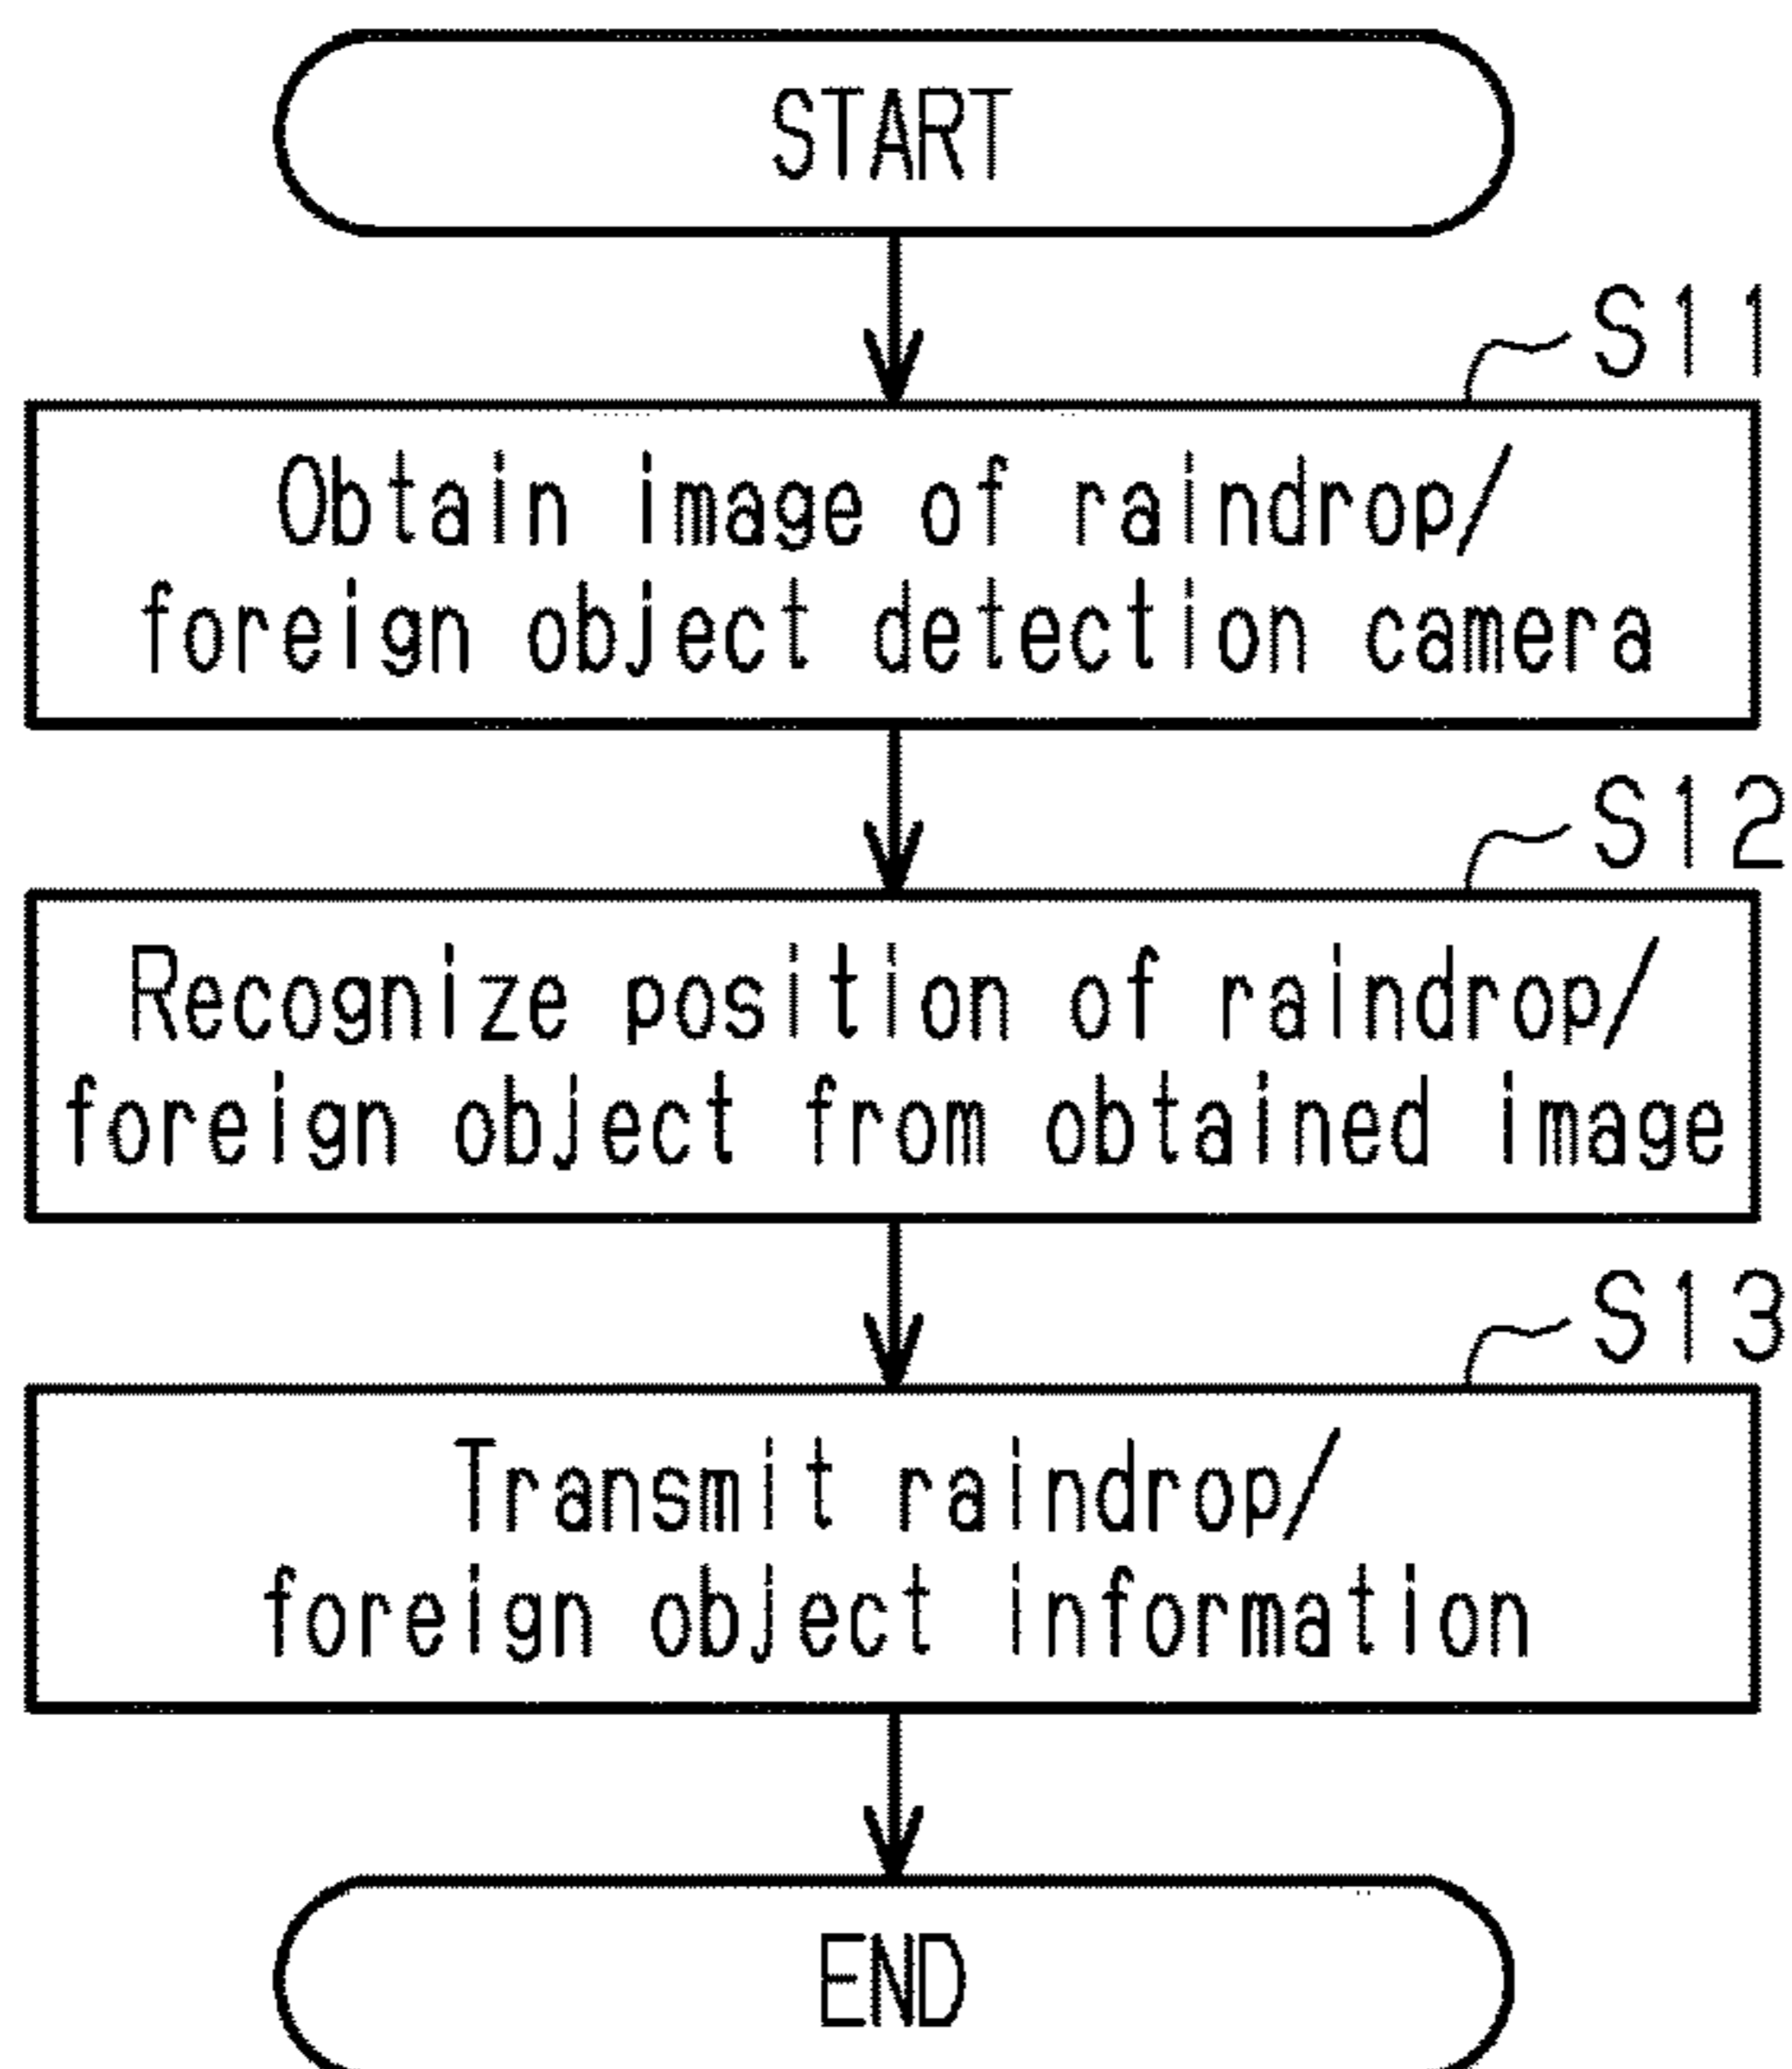 START
S11
Obtain image of raindrop/
foreign object detection camera
S12
Recognize position of raindrop/
foreign object from obtained image
S13
Transmit raindrop/
foreign object information
END